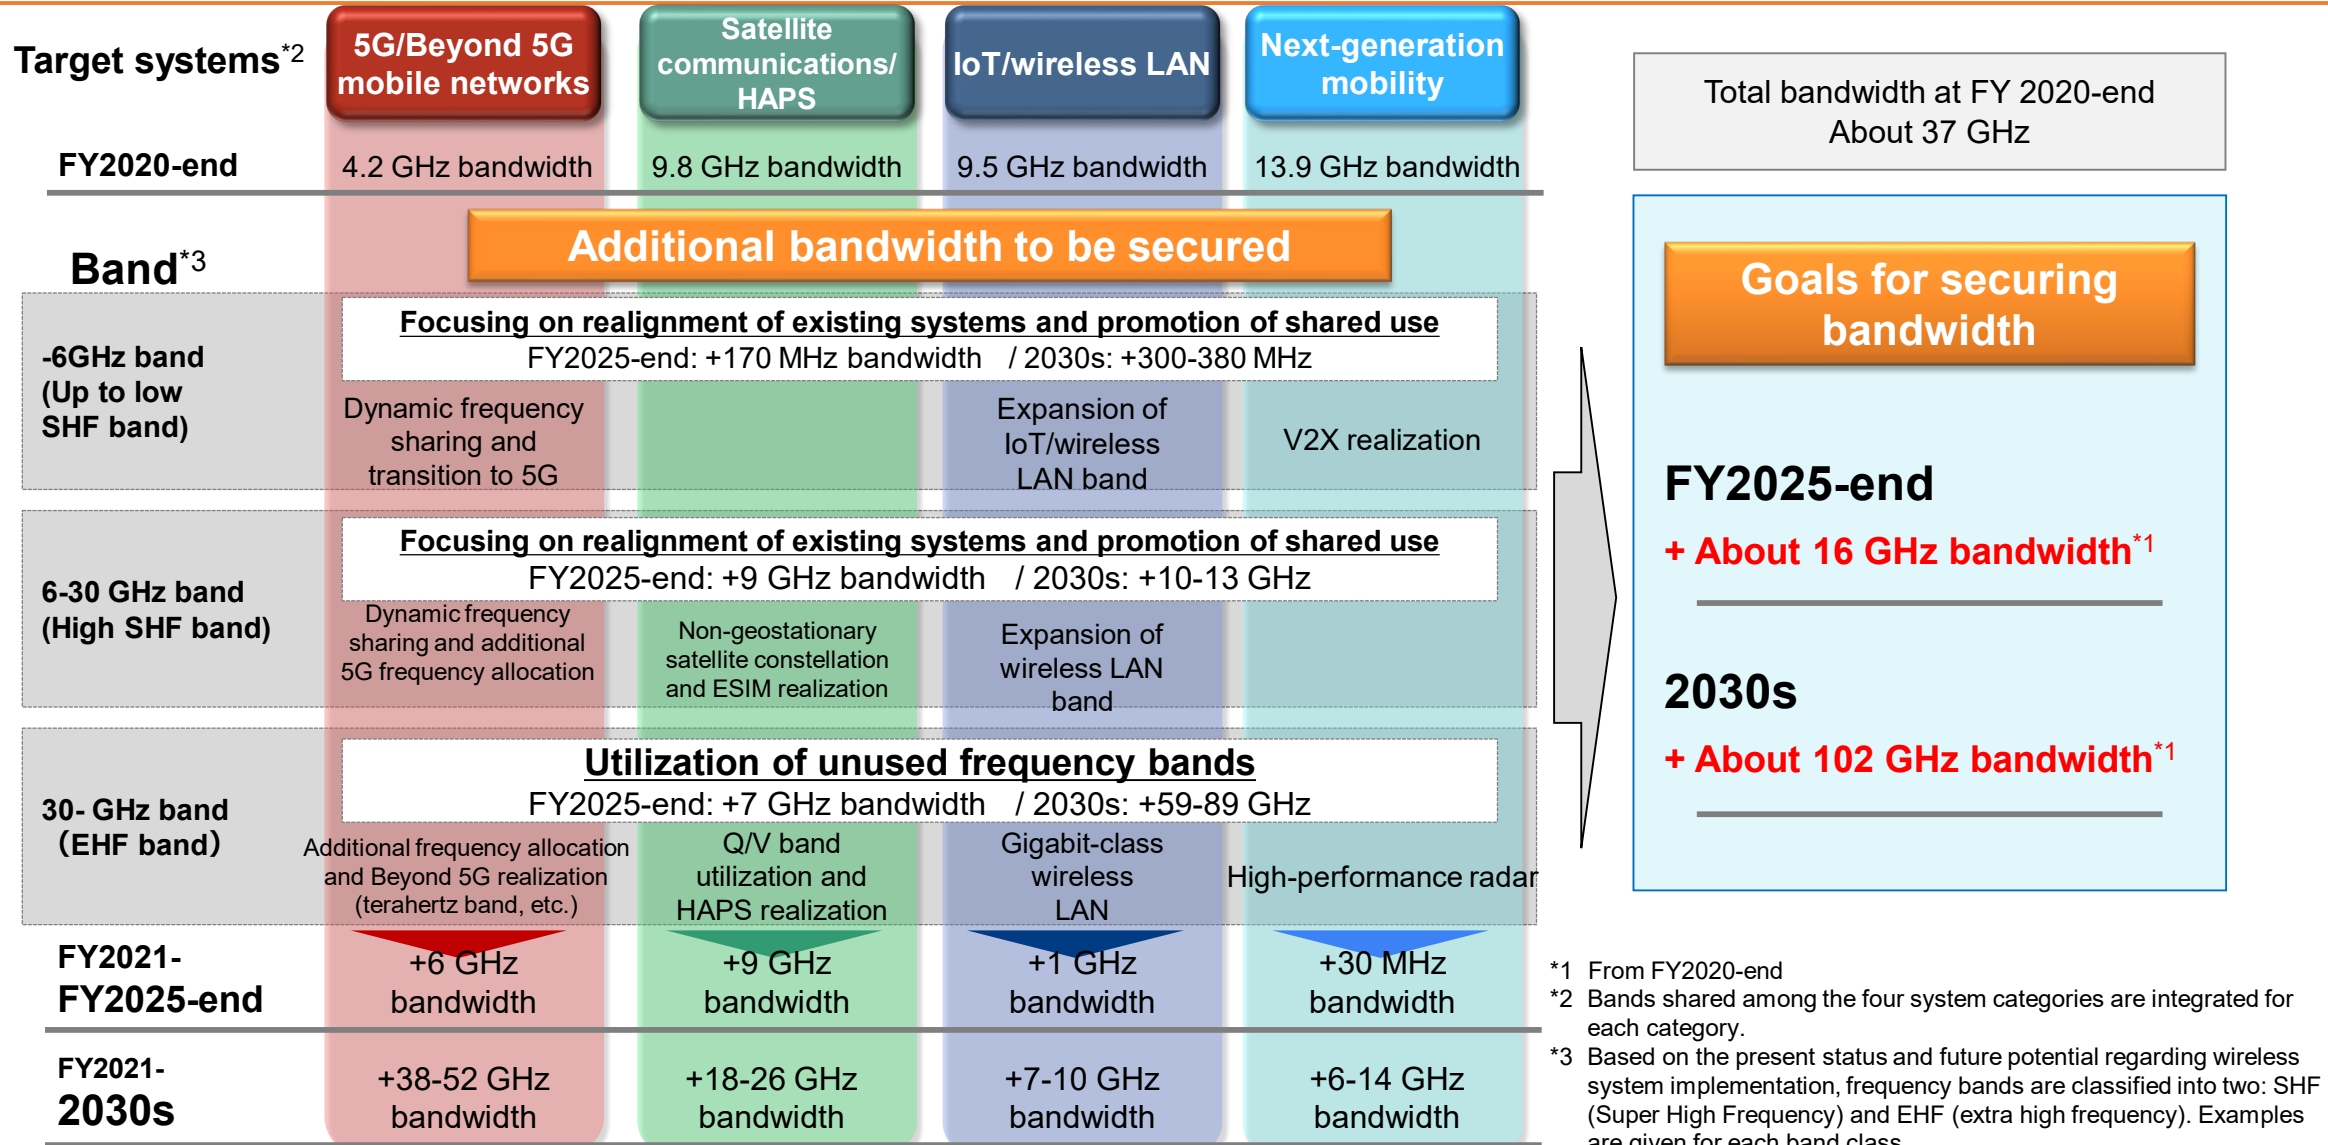 Target systems*2
5G/Beyond 5G
mobile networks
Satellite
communications/
HAPS
IoT/wireless LAN
Next-generation
mobility
FY2020-end
4.2 GHz bandwidth
9.8 GHz bandwidth
9.5 GHz bandwidth
13.9 GHz bandwidth
Total bandwidth at FY 2020-end
About 37 GHz
Additional bandwidth to be secured
Band*3
-6GHz band
(Up to low
SHF band)
Focusing on realignment of existing systems and promotion of shared use
FY2025-end: +170 MHz bandwidth / 2030s: +300-380 MHz
Dynamic frequency
sharing and
transition to 5G
Expansion of
IoT/wireless
LAN band
V2X realization
6-30 GHz band
(High SHF band)
Focusing on realignment of existing systems and promotion of shared use
FY2025-end: +9 GHz bandwidth / 2030s: +10-13 GHz
Dynamic frequency
sharing and additional
5G frequency allocation
Non-geostationary
satellite constellation
and ESIM realization
Expansion of
wireless LAN
band
30- GHz band
（EHF band）
Utilization of unused frequency bands
FY2025-end: +7 GHz bandwidth / 2030s: +59-89 GHz
Additional frequency allocation
and Beyond 5G realization
(terahertz band, etc.)
Q/V band
utilization and
HAPS realization
Gigabit-class
wireless
LAN
High-performance radar
FY2021-
FY2025-end
+6 GHz
bandwidth
+9 GHz
bandwidth
+1 GHz
bandwidth
+30 MHz
bandwidth
FY2021-
2030s
+38-52 GHz
bandwidth
+18-26 GHz
bandwidth
+7-10 GHz
bandwidth
+6-14 GHz
bandwidth
Goals for securing
bandwidth
FY2025-end
+ About 16 GHz bandwidth*1
2030s
+ About 102 GHz bandwidth*1
*1 From FY2020-end
*2 Bands shared among the four system categories are integrated for
each category.
*3 Based on the present status and future potential regarding wireless
system implementation, frequency bands are classified into two: SHF
(Super High Frequency) and EHF (extra high frequency). Examples
are given for each band class.